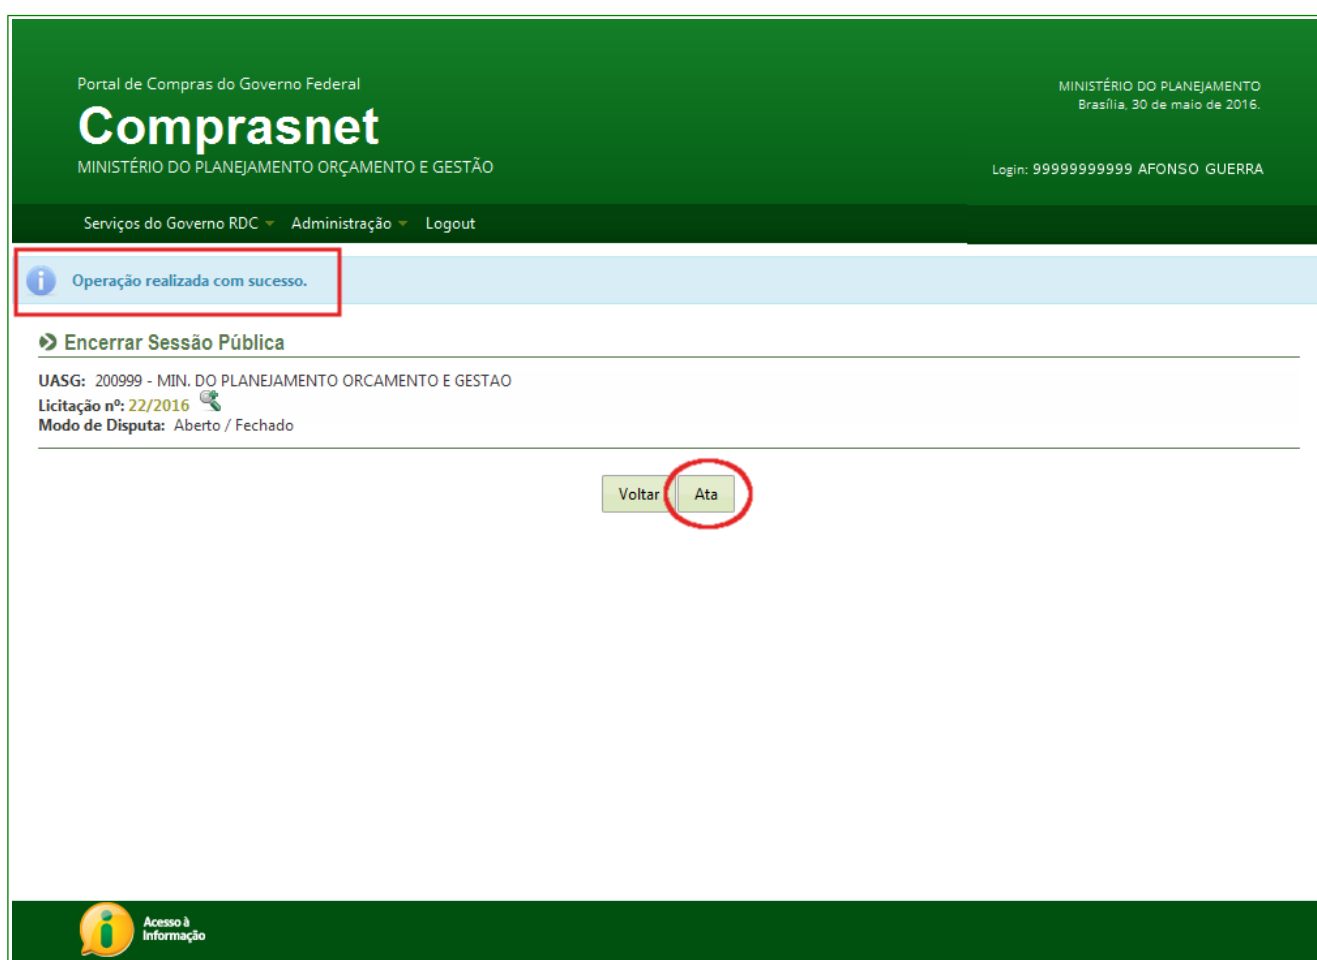 Portal de Compras do Governo Federal
Comprasnet
MINISTÉRIO DO PLANEJAMENTO ORÇAMENTO E GESTÃO
MINISTÉRIO DO PLANEJAMENTO
Brasília, 30 de maio de 2016.
Login: 99999999999 AFONSO GUERRA
Serviços do Governo RDC Administração Logout
Operação realizada com sucesso.
Encerrar Sessão Pública
UASG: 200999 - MIN. DO PLANEJAMENTO ORCAMENTO E GESTAO
Licitação nº: 22/2016
Modo de Disputa: Aberto / Fechado
Voltar Ata
Acesso à
Informação